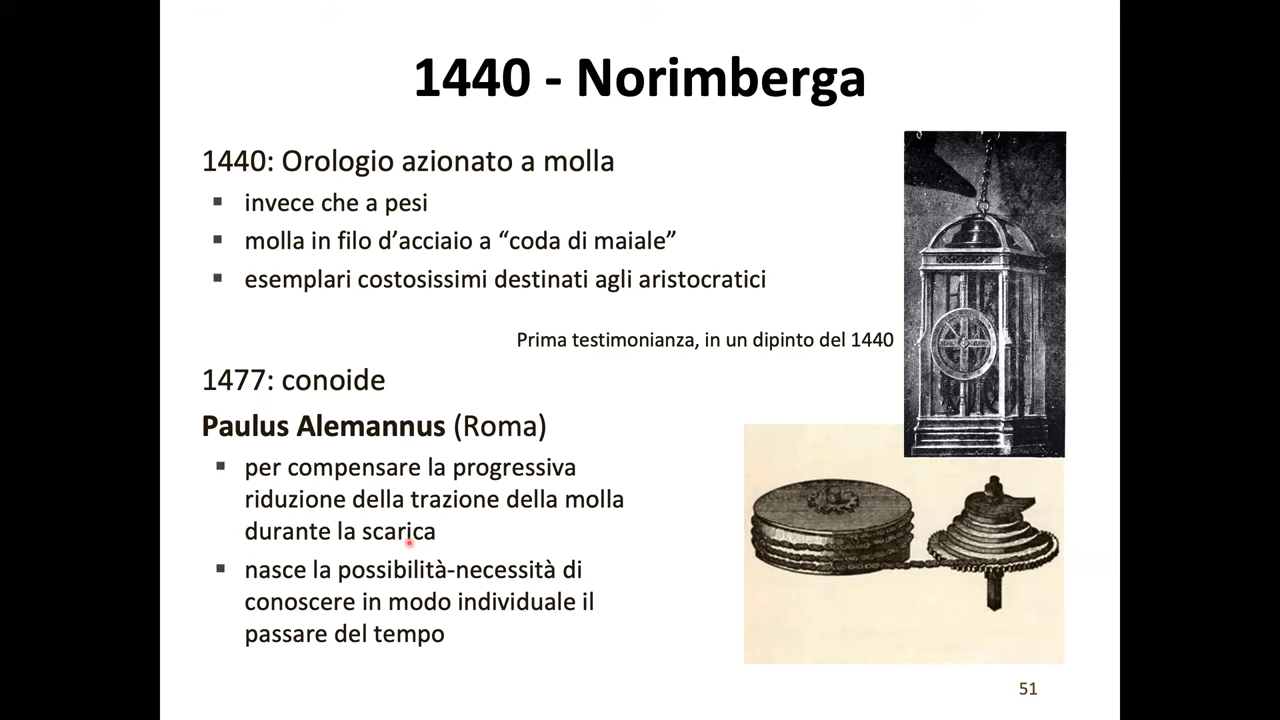 1440 - Norimberga
1440: Orologio azionato a molla
▪ invece che a pesi
▪ molla in filo d’acciaio a “coda di maiale”
▪ esemplari costosissimi destinati agli aristocratici
Prima testimonianza, in un dipinto del 1440
1477: conoide
Paulus Alemannus (Roma)
▪ per compensare la progressiva
riduzione della trazione della molla
durante la scarica
▪ nasce la possibilità-necessità di
conoscere in modo individuale il
passare del tempo
51